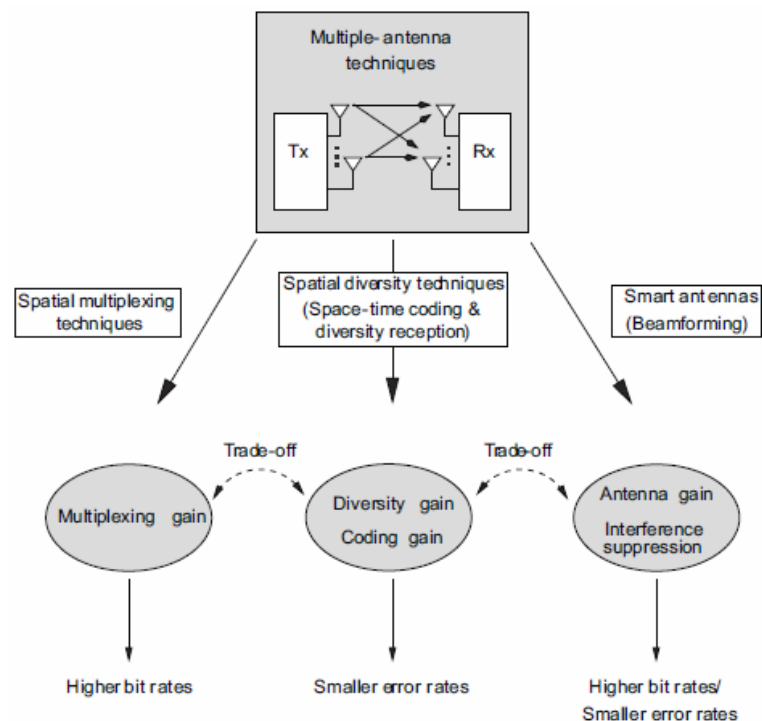 Multiple-antenna
techniques
Tx
Rx
Spatial multiplexing
techniques
Spatial diversity techniques
(Space-time coding &
diversity reception)
Smart antennas
(Beamforming)
Trade-off
Trade-off
Multiplexing gain
Diversity gain
Coding gain
Antenna gain
Interference
suppression
Higher bit rates
Smaller error rates
Higher bit rates/
Smaller error rates